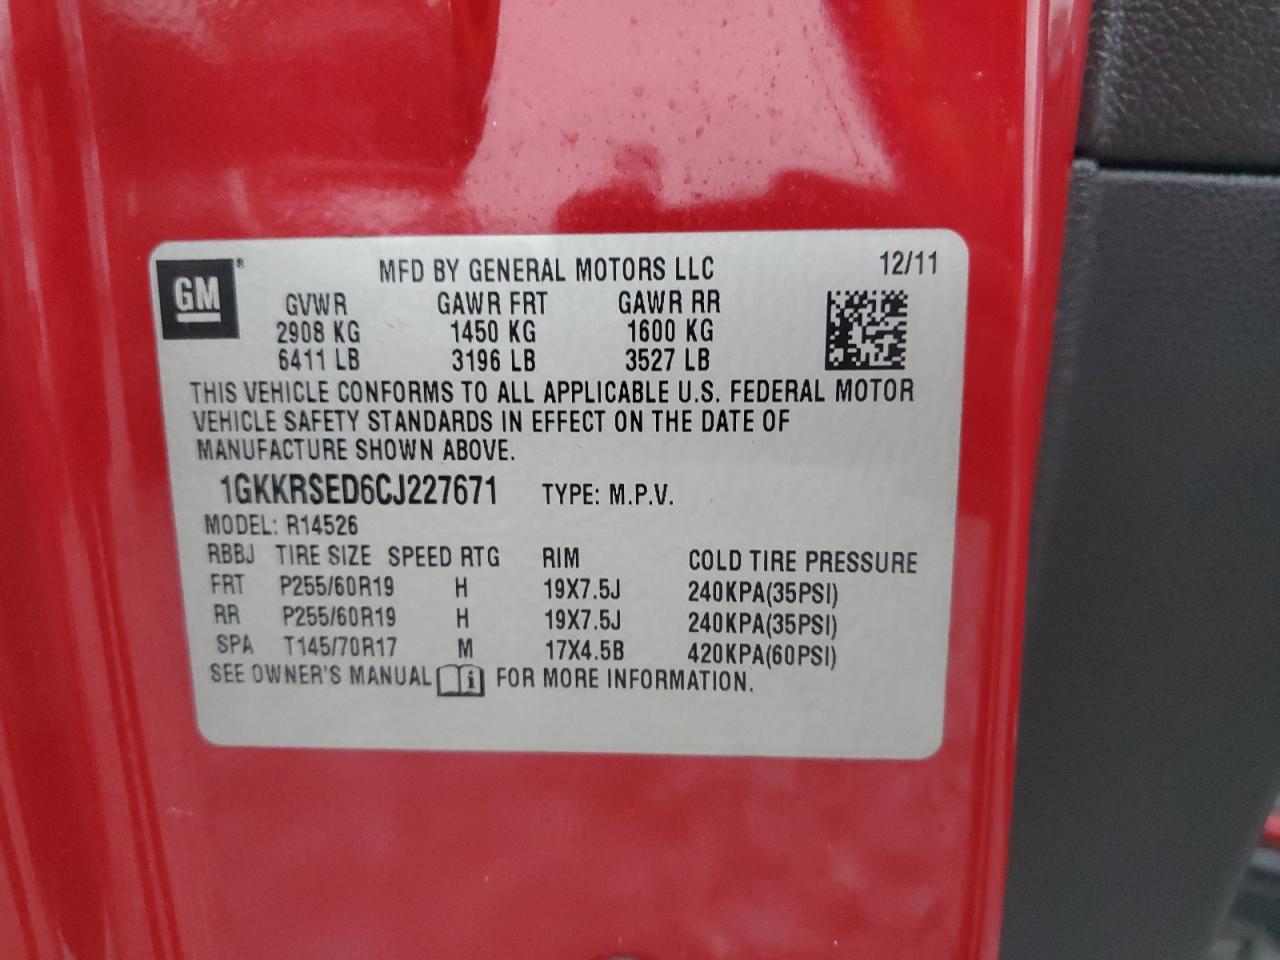 GM® MFD BY GENERAL MOTORS LLC 12/11
GVWR GAWR FRT GAWR RR
2908 KG 1450 KG 1600 KG
6411 LB 3196 LB 3527 LB
THIS VEHICLE CONFORMS TO ALL APPLICABLE U.S. FEDERAL MOTOR
VEHICLE SAFETY STANDARDS IN EFFECT ON THE DATE OF
MANUFACTURE SHOWN ABOVE.
1GKKRSED6CJ227671 TYPE: M.P.V.
MODEL: R14526
RBBJ TIRE SIZE SPEED RTG RIM COLD TIRE PRESSURE
FRT P255/60R19 H 19X7.5J 240KPA(35PSI)
RR P255/60R19 H 19X7.5J 240KPA(35PSI)
SPA T145/70R17 M 17X4.5B 420KPA(60PSI)
SEE OWNER'S MANUAL i FOR MORE INFORMATION.